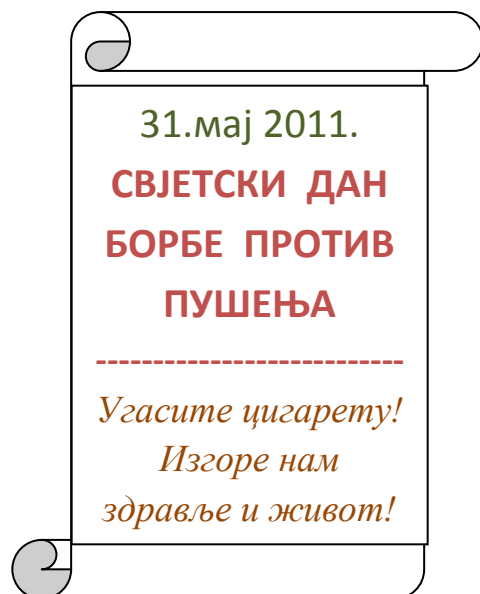 31.мај 2011.
СВЈЕТСКИ ДАН
БОРБЕ ПРОТИВ
ПУШЕЊА
---------------------------
Угасите цигарету!
Изгоре нам
здравље и живот!